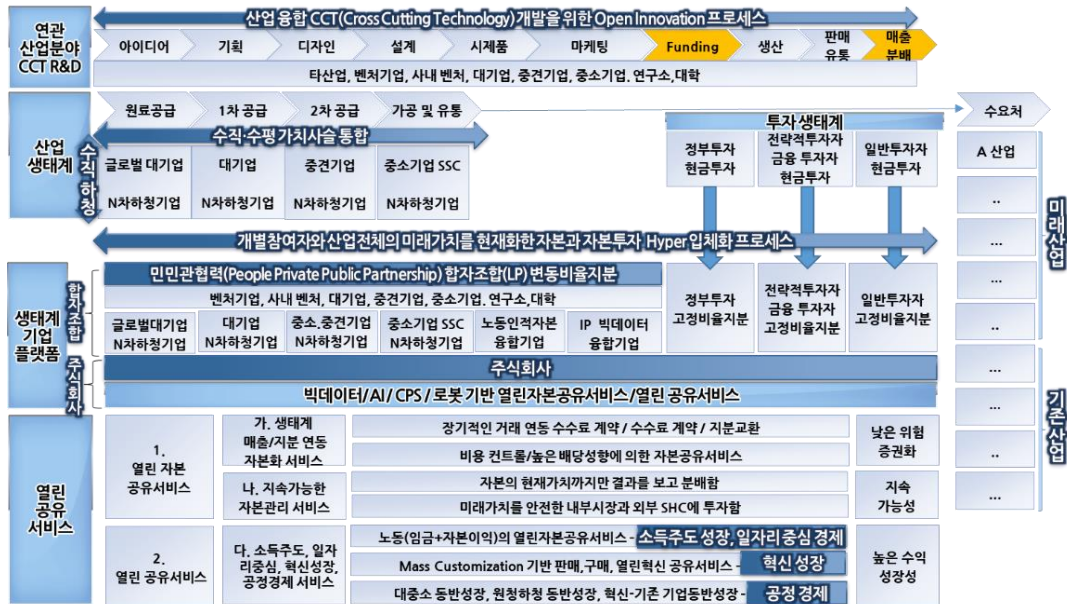 산업 융합 CCT(Cross Cutting Technology)개발을 위한 Open Innovation 프로세스
연관
산업분야
CCT R&D
아이디어
기획
디자인
설계
시제품
마케팅
Funding
생산
판매
유통
매출
분배
타산업, 벤처기업, 사내 벤처, 대기업, 중견기업, 중소기업. 연구소,대학
산업
생태계
수직하청
원료공급
1차 공급
2차 공급
가공 및 유통
수요처
수직·수평 가치사슬 통합
글로벌 대기업
N차하청기업
대기업
N차하청기업
중견기업
N차하청기업
중소기업 SSC
N차하청기업
투자 생태계
정부투자
현금투자
전략적투자자
금융 투자자
현금투자
일반투자자
현금투자
A 산업
..
...
...
..
...
...
..
...
미래산업
기존산업
개별참여자와 산업전체의 미래가치를 현재화한 자본과 자본투자 Hyper 입체화 프로세스
생태계
기업
플랫폼
합자조합
주식회사
민민관협력(People Private Public Partnership) 합자조합(LP) 변동비율지분
벤처기업, 사내 벤처, 대기업, 중견기업, 중소기업. 연구소,대학
글로벌대기업
N차하청기업
대기업
N차하청기업
중소.중견기업
N차하청기업
중소기업 SSC
N차하청기업
노동인적자본
융합기업
IP 빅데이터
융합기업
정부투자
고정비율지분
전략적투자자
금융 투자자
고정비율지분
일반투자자
고정비율지분
주식회사
빅데이터/ AI / CPS / 로봇 기반 열린자본공유서비스/열린 공유서비스
열린
공유
서비스
1.
열린 자본
공유서비스
가. 생태계
매출/지분 연동
자본화 서비스
장기적인 거래 연동 수수료 계약 / 수수료 계약 / 지분교환
비용 컨트롤/높은 배당성향에 의한 자본공유서비스
낮은 위험
증권화
나. 지속가능한
자본관리 서비스
자본의 현재가치까지만 결과를 보고 분배함
미래가치를 안전한 내부시장과 외부 SHC에 투자함
지속
가능성
2.
열린 공유서비스
다. 소득주도, 일자
리중심, 혁신성장,
공정경제 서비스
노동(임금+자본이익)의 열린자본공유서비스 - 소득주도 성장, 일자리 중심 경제
Mass Customization 기반 판매,구매, 열린혁신 공유서비스 - 혁신 성장
대중소 동반성장, 원청하청 동반성장, 혁신-기존 기업동반성장 - 공정 경제
높은 수익
성장성